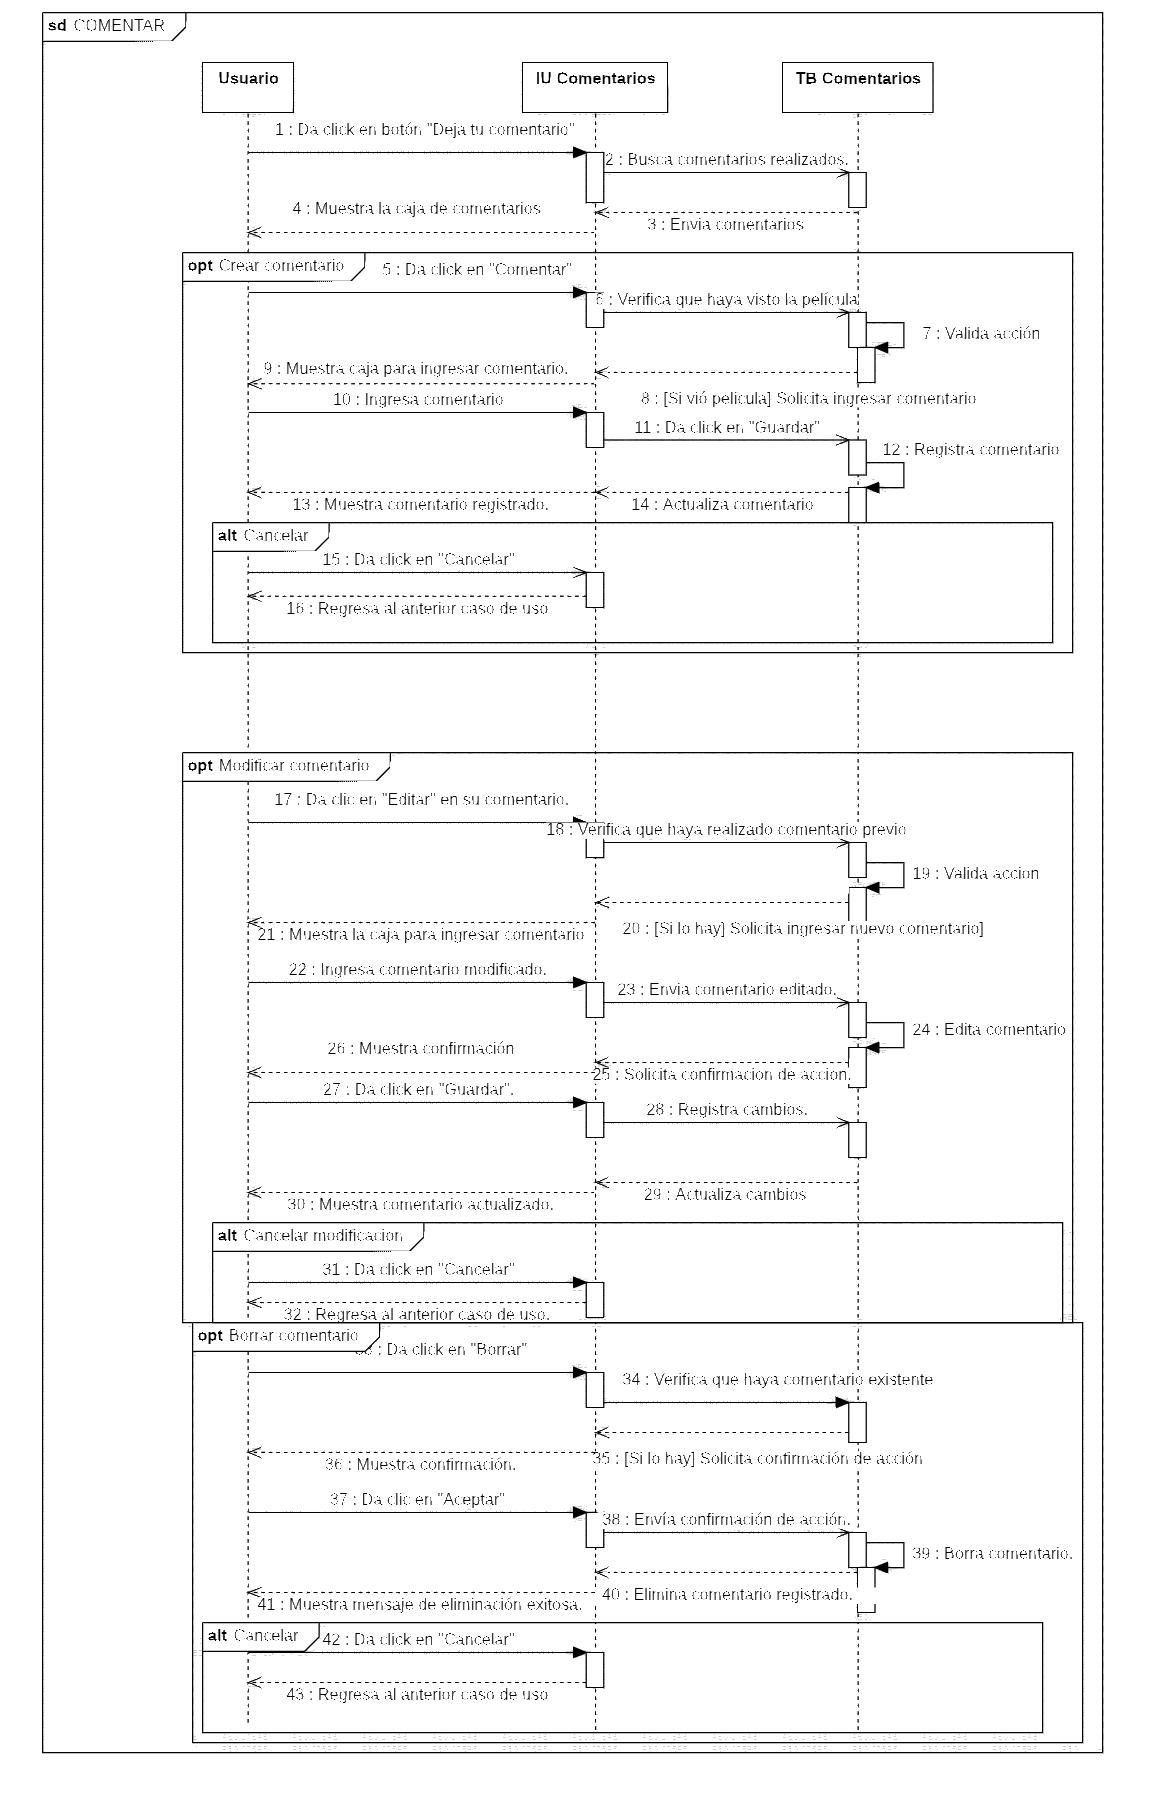 sd COMENTAR
Usuario
IU Comentarios
TB Comentarios
1 : Da click en botón "Deja tu comentario"
2 : Busca comentarios realizados.
4 : Muestra la caja de comentarios
3 : Envia comentarios
opt Crear comentario
5 : Da click en "Comentar"
6 : Verifica que haya visto la película
7 : Valida acción
9 : Muestra caja para ingresar comentario.
8 : [Si vió pelicula] Solicita ingresar comentario
10 : Ingresa comentario
11 : Da click en "Guardar"
12 : Registra comentario
13 : Muestra comentario registrado.
14 : Actualiza comentario
alt Cancelar
15 : Da click en "Cancelar"
16 : Regresa al anterior caso de uso
opt Modificar comentario
17 : Da clic en "Editar" en su comentario.
18 : Verifica que haya realizado comentario previo
19 : Valida accion
21 : Muestra la caja para ingresar comentario
20 : [Si lo hay] Solicita ingresar nuevo comentario]
22 : Ingresa comentario modificado.
23 : Envia comentario editado.
24 : Edita comentario
26 : Muestra confirmación
25 : Solicita confirmacion de accion.
27 : Da click en "Guardar".
28 : Registra cambios.
29 : Actualiza cambios
30 : Muestra comentario actualizado.
alt Cancelar modificacion
31 : Da click en "Cancelar"
32 : Regresa al anterior caso de uso.
opt Borrar comentario
: Da click en "Borrar"
34 : Verifica que haya comentario existente
36 : Muestra confirmación.
35 : [Si lo hay] Solicita confirmación de acción
37 : Da clic en "Aceptar"
38 : Envía confirmación de acción.
39 : Borra comentario.
41 : Muestra mensaje de eliminación exitosa.
40 : Elimina comentario registrado.
alt Cancelar
42 : Da click en "Cancelar"
43 : Regresa al anterior caso de uso